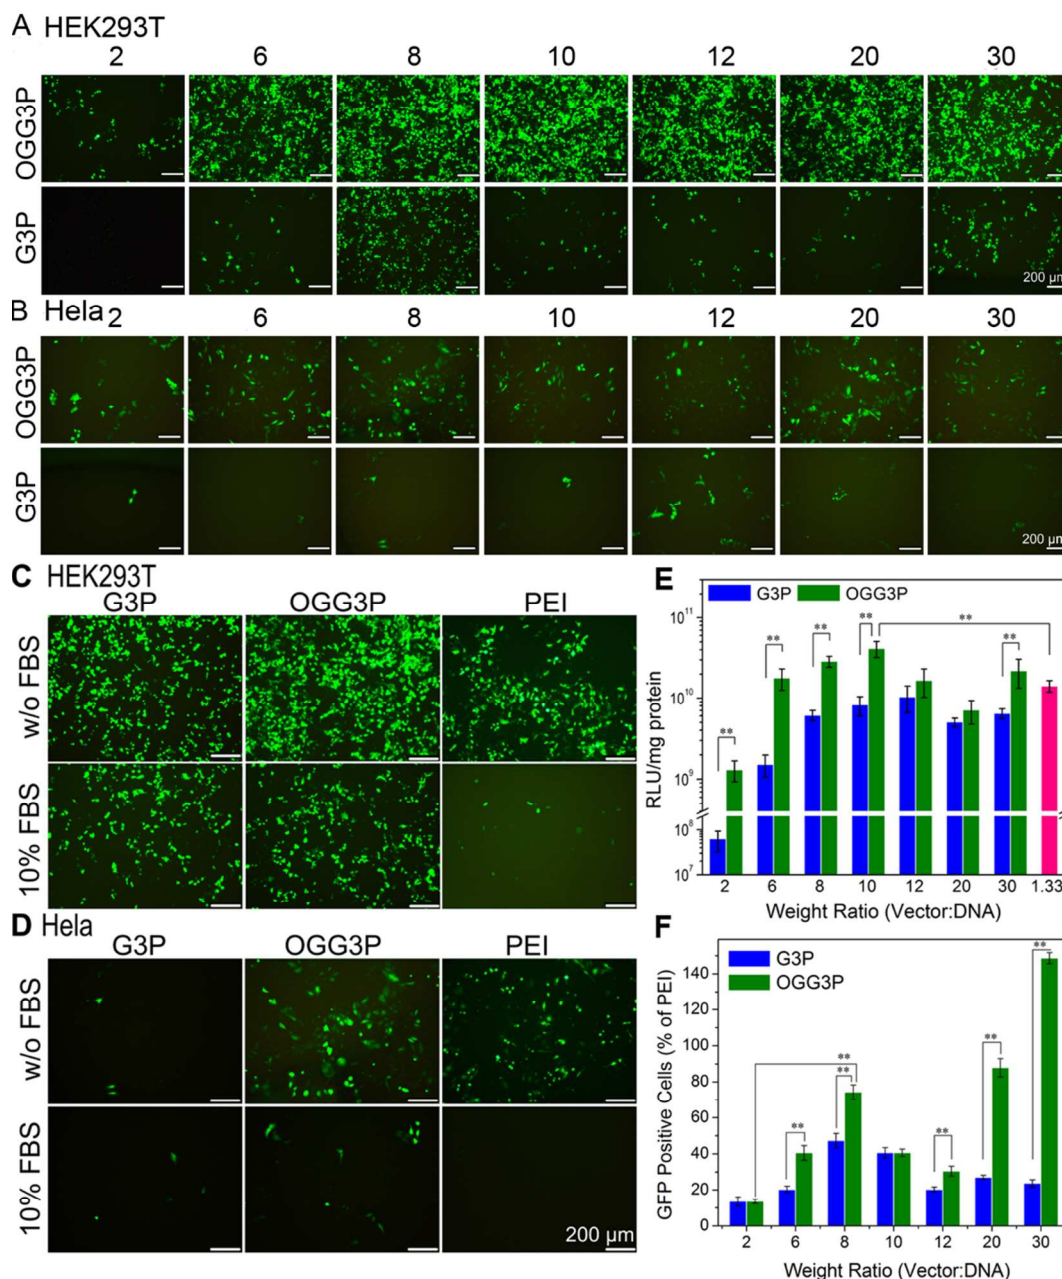 A HEK293T
2 6 8 10 12 20 30
OGG3P
G3P
200 µm
B Hela
2 6 8 10 12 20 30
OGG3P
G3P
200 µm
C HEK293T
G3P OGG3P PEI
w/o FBS
10% FBS
D Hela
G3P OGG3P PEI
w/o FBS
10% FBS
200 µm
E
G3P OGG3P
10¹¹
10¹⁰
10⁹
10⁸
10⁷
RLU/mg protein
** ** ** ** ** **
2 6 8 10 12 20 30 1.33
Weight Ratio (Vector:DNA)
F
G3P
OGG3P
140
120
100
80
60
40
20
0
GFP Positive Cells (% of PEI)
** ** ** ** ** **
2 6 8 10 12 20 30
Weight Ratio (Vector:DNA)